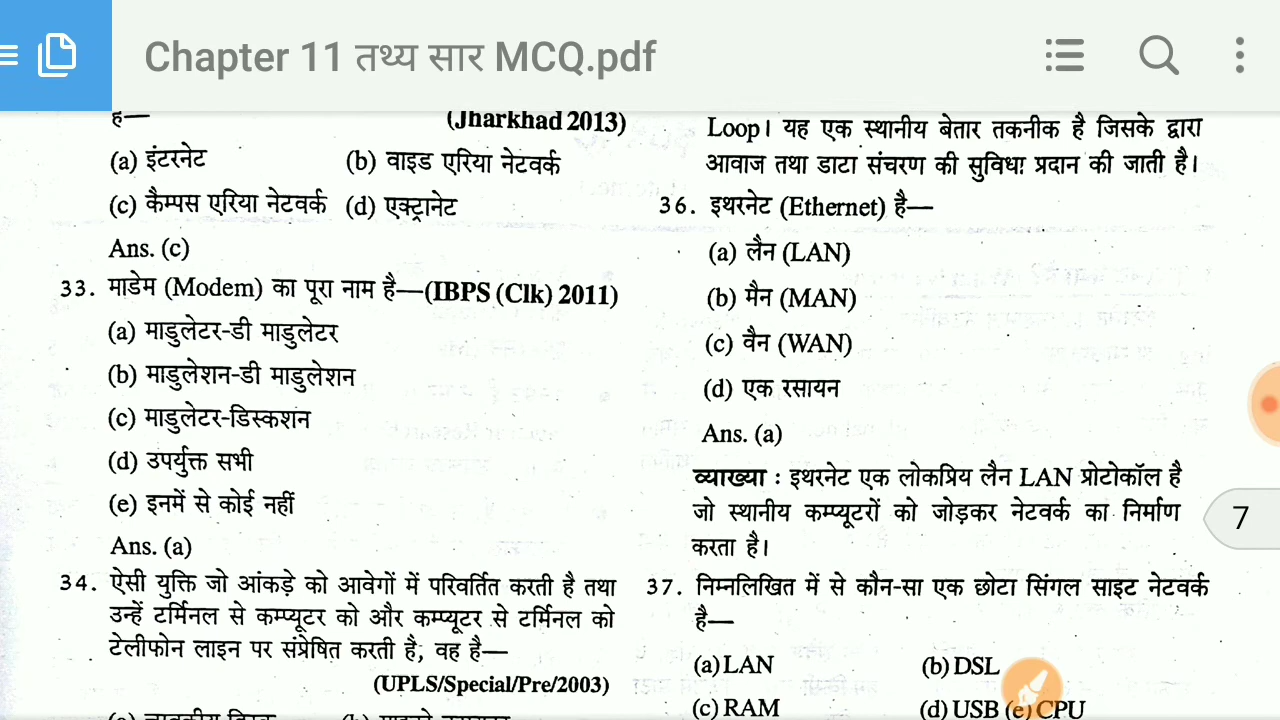 Chapter 11 तथ्य सार MCQ.pdf
है—
(Jharkhad 2013)
(a) इंटरनेट (b) वाइड एरिया नेटवर्क
(c) कैम्पस एरिया नेटवर्क (d) एक्ट्रानेट
Ans. (c)
33. माडेम (Modem) का पूरा नाम है—(IBPS (Clk) 2011)
(a) माडुलेटर-डी माडुलेटर
(b) माडुलेशन-डी माडुलेशन
(c) माडुलेटर-डिस्कशन
(d) उपर्युक्त सभी
(e) इनमें से कोई नहीं
Ans. (a)
34. ऐसी युक्ति जो आंकड़े को आवेगों में परिवर्तित करती है तथा
उन्हें टर्मिनल से कम्प्यूटर को और कम्प्यूटर से टर्मिनल को
टेलीफोन लाइन पर संप्रेषित करती है, वह है—
(UPLS/Special/Pre/2003)
Loop। यह एक स्थानीय बेतार तकनीक है जिसके द्वारा
आवाज तथा डाटा संचरण की सुविधा प्रदान की जाती है।
36. इथरनेट (Ethernet) है—
(a) लैन (LAN)
(b) मैन (MAN)
(c) वैन (WAN)
(d) एक रसायन
Ans. (a)
व्याख्या : इथरनेट एक लोकप्रिय लैन LAN प्रोटोकॉल है
जो स्थानीय कम्प्यूटरों को जोड़कर नेटवर्क का निर्माण
करता है।
37. निम्नलिखित में से कौन-सा एक छोटा सिंगल साइट नेटवर्क
है—
(a) LAN (b) DSL
(c) RAM (d) USB (e) CPU
7